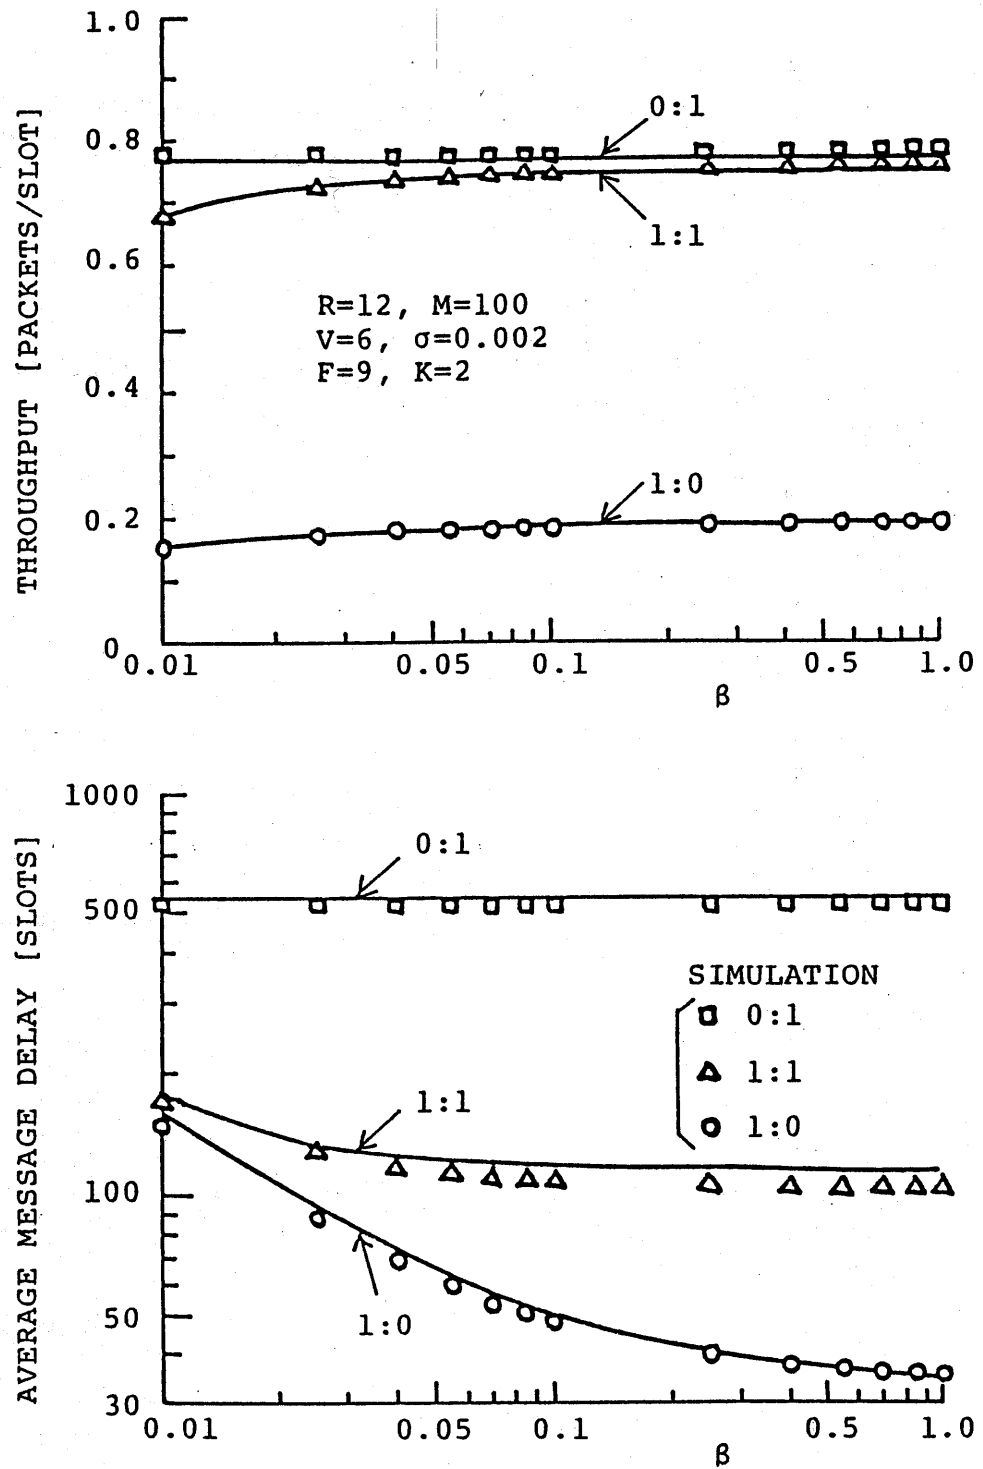 THROUGHPUT [PACKETS/SLOT]
1.0
0.8
0.6
0.4
0.2
0
0:1
1:1
R=12, M=100
V=6, σ=0.002
F=9, K=2
1:0
0.01 0.05 0.1 0.5 1.0
β
AVERAGE MESSAGE DELAY [SLOTS]
1000
500
100
50
30
0:1
SIMULATION
0:1
1:1
1:0
1:1
1:0
0.01 0.05 0.1 0.5 1.0
β